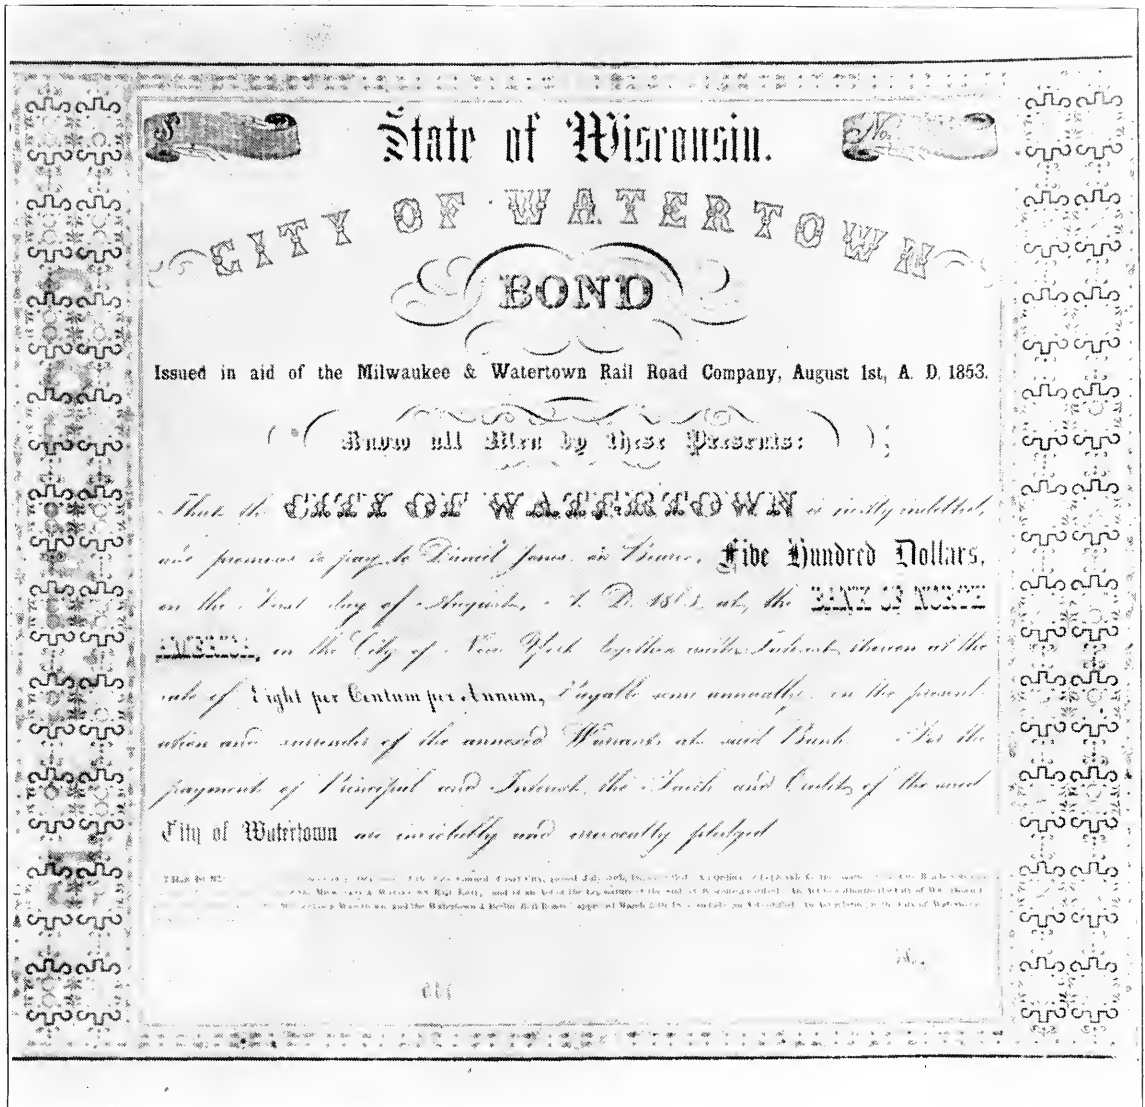 $
State of Wisconsin.
No.
CITY OF WATERTOWN
BOND
Issued in aid of the Milwaukee & Watertown Rail Road Company, August 1st, A. D. 1853.
Know all Men by these Presents:
That the CITY OF WATERTOWN is justly indebted,
and promises to pay to Daniel Jones or Bearer, Five Hundred Dollars,
on the First day of August, A. D. at the BANK OF NORTH
AMERICA, in the City of New York together with Interest thereon at the
rate of Eight per Centum per Annum, Payable semi annually on the present
ation and surrender of the annexed Warrants at said Bank For the
payment of Principal and Interest the Faith and Credit of the said
City of Watertown are inviolably and irrevocably pledged